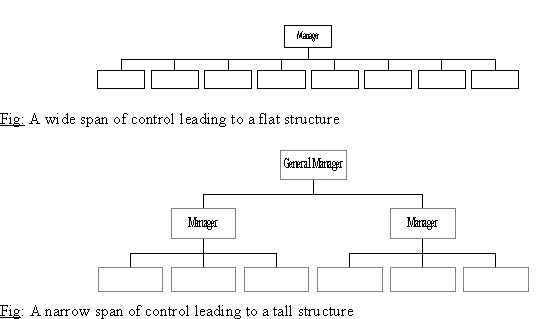 Manager
Fig: A wide span of control leading to a flat structure
General Manager
Manager Manager
Fig: A narrow span of control leading to a tall structure